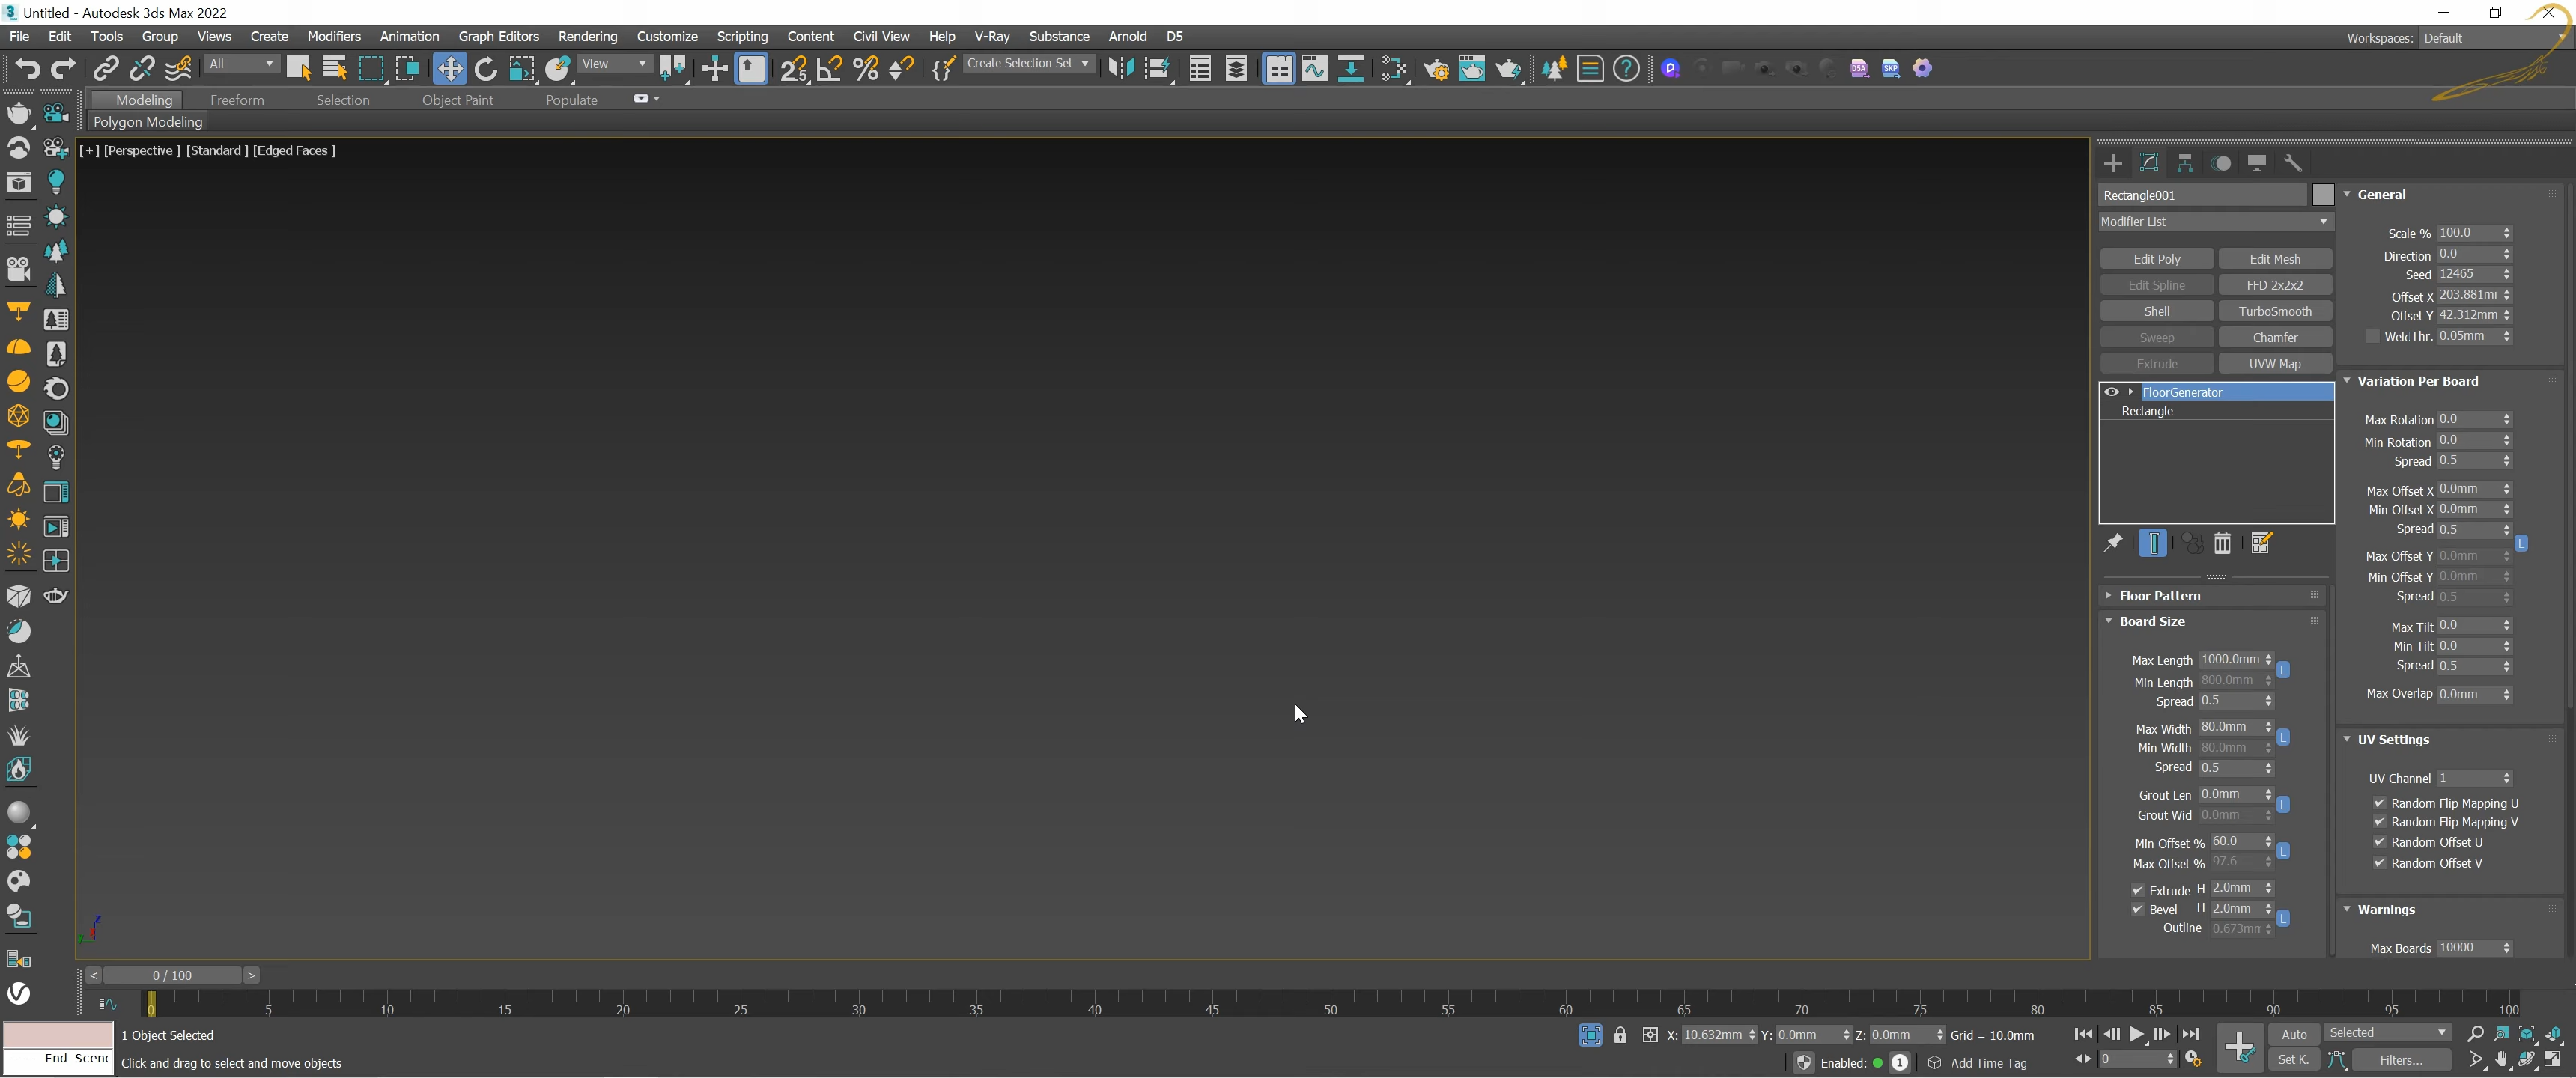 Untitled - Autodesk 3ds Max 2022
File Edit Tools Group Views Create Modifiers Animation Graph Editors Rendering Customize Scripting Content Civil View Help V-Ray Substance Arnold D5
Workspaces: Default
All View Create Selection Set D5A SKP
Modeling Freeform Selection Object Paint Populate
Polygon Modeling
[+] [Perspective ] [Standard ] [Edged Faces ]
Rectangle001
Modifier List
Edit Poly Edit Mesh
Edit Spline FFD 2x2x2
Shell TurboSmooth
Sweep Chamfer
Extrude UVW Map
FloorGenerator
Rectangle
Floor Pattern
Board Size
Max Length 1000.0mm L
Min Length 800.0mm
Spread 0.5
Max Width 80.0mm L
Min Width 80.0mm
Spread 0.5
Grout Len 0.0mm L
Grout Wid 0.0mm
Min Offset % 60.0 L
Max Offset % 97.6
Extrude H 2.0mm
Bevel H 2.0mm L
Outline 0.673mm
General
Scale % 100.0
Direction 0.0
Seed 12465
Offset X 203.881mm
Offset Y 42.312mm
Weld Thr. 0.05mm
Variation Per Board
Max Rotation 0.0
Min Rotation 0.0
Spread 0.5
Max Offset X 0.0mm
Min Offset X 0.0mm
Spread 0.5 L
Max Offset Y 0.0mm
Min Offset Y 0.0mm
Spread 0.5
Max Tilt 0.0
Min Tilt 0.0
Spread 0.5
Max Overlap 0.0mm
UV Settings
UV Channel 1
Random Flip Mapping U
Random Flip Mapping V
Random Offset U
Random Offset V
Warnings
Max Boards 10000
z
y
< 0 / 100 >
0 5 10 15 20 25 30 35 40 45 50 55 60 65 70 75 80 85 90 95 100
1 Object Selected
---- End Scene
Click and drag to select and move objects
X: 10.632mm Y: 0.0mm Z: 0.0mm Grid = 10.0mm
Enabled: 1 Add Time Tag
0
Auto Selected
Set K. Filters...